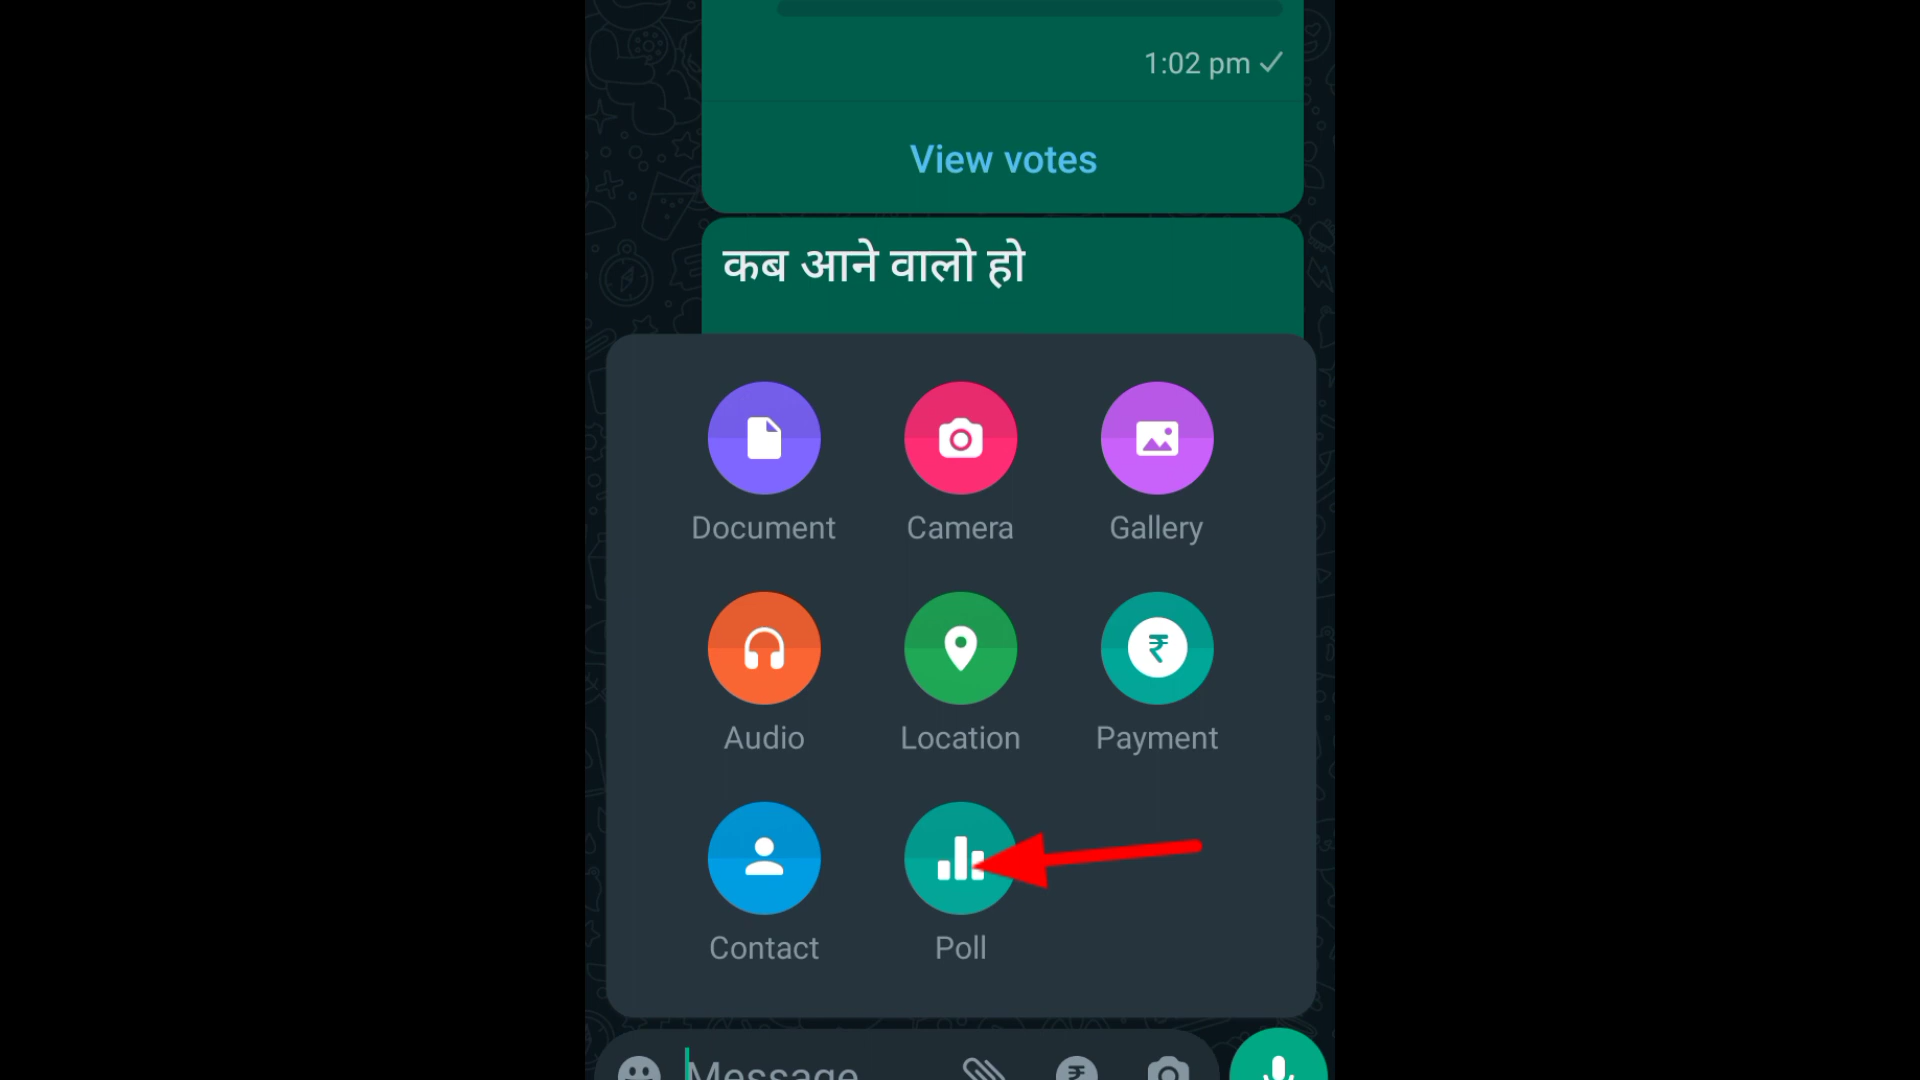 1:02 pm
View votes
कब आने वालो हो
Document Camera Gallery
Audio Location Payment
Contact Poll
Message